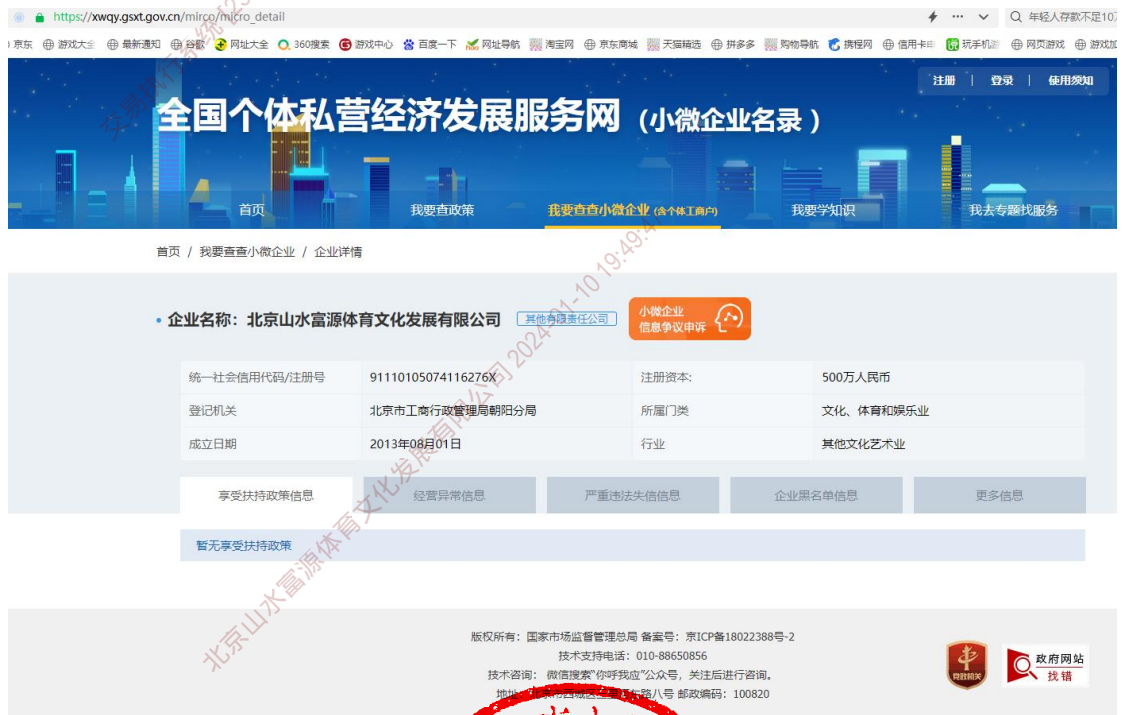 https://xwqy.gsxt.gov.cn/mirco/micro_detail
年轻人存款不足10
京东 游戏大全 最新通知 谷歌 网址大全 360搜索 游戏中心 百度一下 网址导航 淘宝网 京东商城 天猫精选 拼多多 购物导航 携程网 信用卡 玩手机 网页游戏 游戏加
注册 | 登录 | 使用须知
全国个体私营经济发展服务网（小微企业名录）
首页 我要查政策 我要查查小微企业(含个体工商户) 我要学知识 我去专题找服务
首页 / 我要查查小微企业 / 企业详情
企业名称：北京山水富源体育文化发展有限公司 其他有限责任公司 小微企业
信息争议申诉
统一社会信用代码/注册号 91110105074116276X 注册资本: 500万人民币
登记机关 北京市工商行政管理局朝阳分局 所属门类 文化、体育和娱乐业
成立日期 2013年08月01日 行业 其他文化艺术业
享受扶持政策信息 经营异常信息 严重违法失信信息 企业黑名单信息 更多信息
暂无享受扶持政策
版权所有：国家市场监督管理总局 备案号：京ICP备18022388号-2
技术支持电话：010-88650856
技术咨询： 微信搜索"你呼我应"公众号，关注后进行咨询。
地址：北京市西城区三里河东路八号 邮政编码：100820
党政机关
政府网站
找错
北京山水富源体育文化发展有限公司 2024-01-10 19:49:4